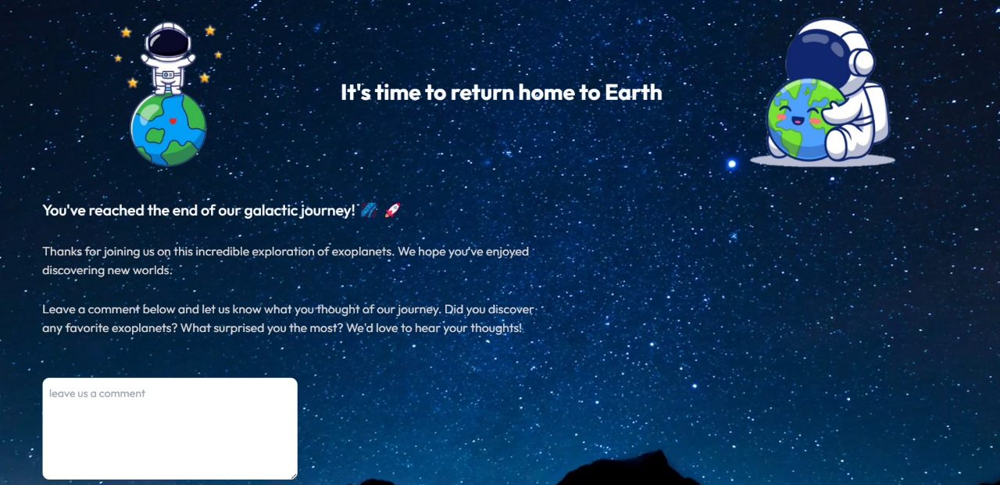 It's time to return home to Earth
You've reached the end of our galactic journey! 🌌 🚀
Thanks for joining us on this incredible exploration of exoplanets. We hope you've enjoyed
discovering new worlds.
Leave a comment below and let us know what you thought of our journey. Did you discover
any favorite exoplanets? What surprised you the most? We'd love to hear your thoughts!
leave us a comment